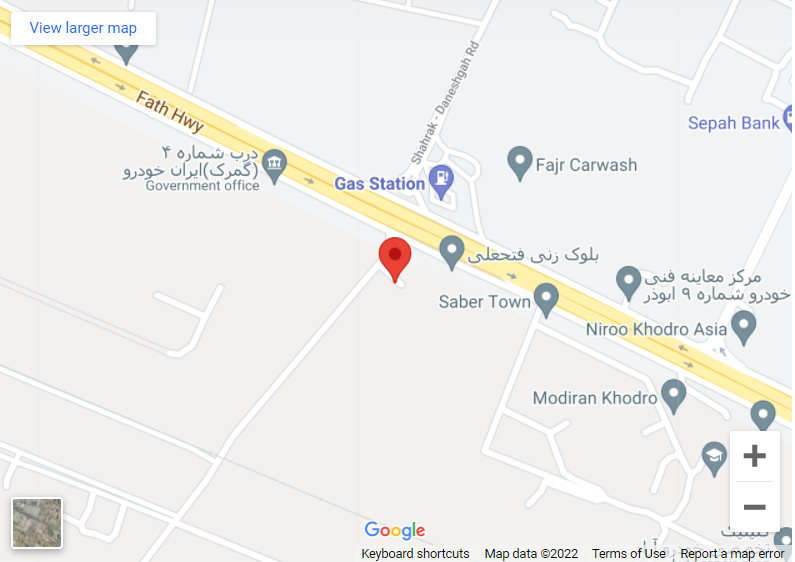 View larger map
Fath Hwy
Shahrak - Daneshgah Rd
Sepah Bank
درب شماره ۴
(گمرک)ایران خودرو
Government office
Fajr Carwash
Gas Station
بلوک زنی فتحعلی
مرکز معاینه فنی
خودرو شماره ۹ ابوذر
Saber Town
Niroo Khodro Asia
Modiran Khodro
Google
Keyboard shortcuts
Map data ©2022
Terms of Use
Report a map error